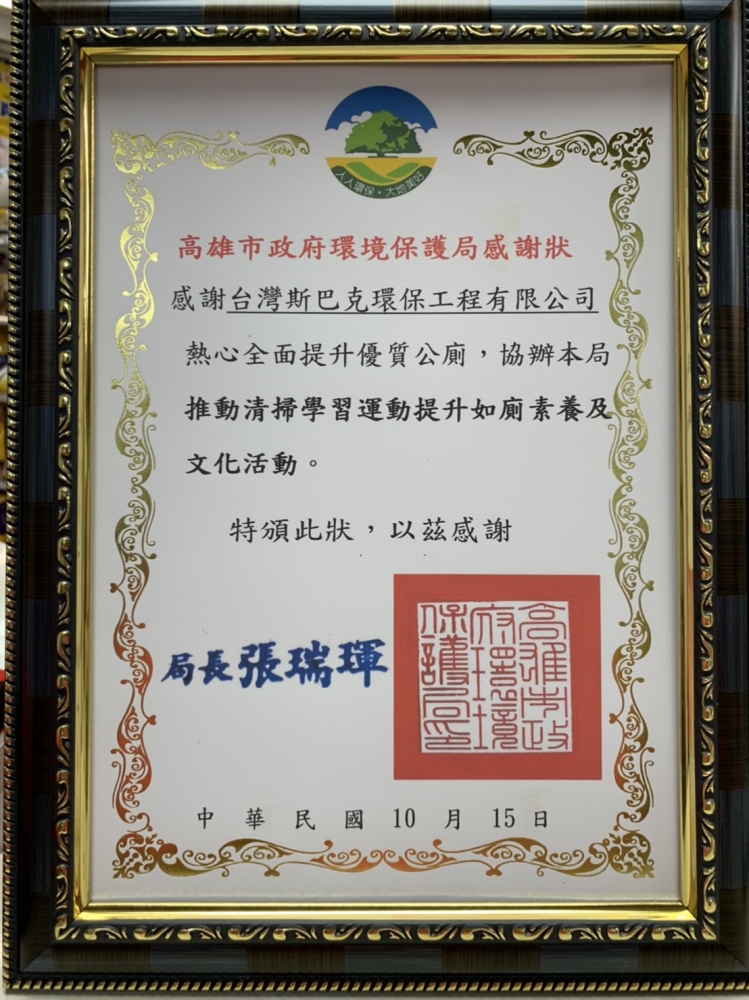 人人環保・大地美好
高雄市政府環境保護局感謝狀
感謝台灣斯巴克環保工程有限公司
熱心全面提升優質公廁，協辦本局
推動清掃學習運動提升如廁素養及
文化活動。
特頒此狀，以茲感謝
局長張瑞琿
高雄市政
府環境
保護局印
中華民國10月15日